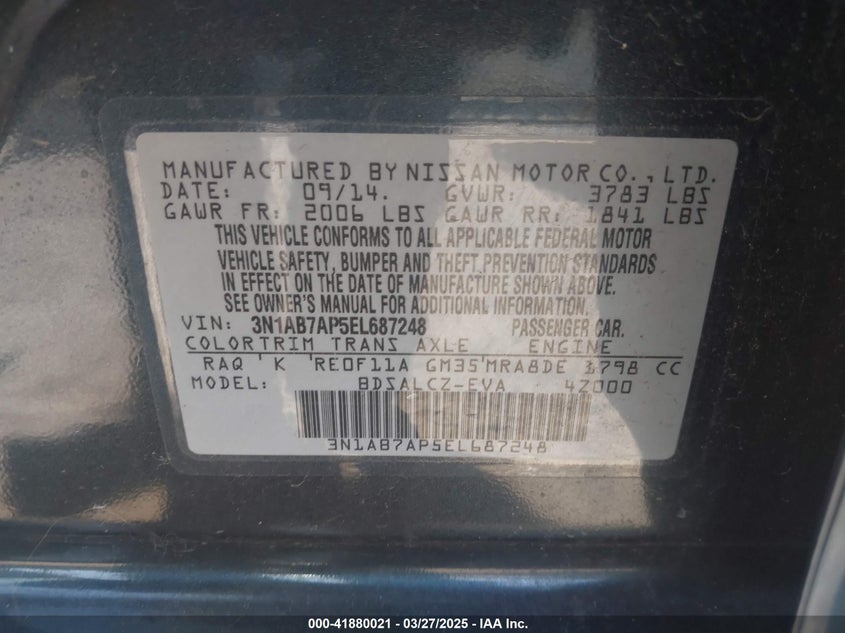 MANUFACTURED BY NISSAN MOTOR CO., LTD.
DATE: 09/14. GVWR: 3783 LBS
GAWR FR: 2006 LBS GAWR RR: 1841 LBS
THIS VEHICLE CONFORMS TO ALL APPLICABLE FEDERAL MOTOR
VEHICLE SAFETY, BUMPER AND THEFT PREVENTION STANDARDS
IN EFFECT ON THE DATE OF MANUFACTURE SHOWN ABOVE.
SEE OWNER'S MANUAL FOR ADDITIONAL INFORMATION.
VIN: 3N1AB7AP5EL687248 PASSENGER CAR.
COLOR TRIM TRANS AXLE ENGINE
RAQ 'K 'RE0F11A GM35'MRA8DE 1798 CC
MODEL: BDSALCZ-EVA 4Z000
3N1AB7AP5EL687248
000-41880021 - 03/27/2025 - IAA Inc.